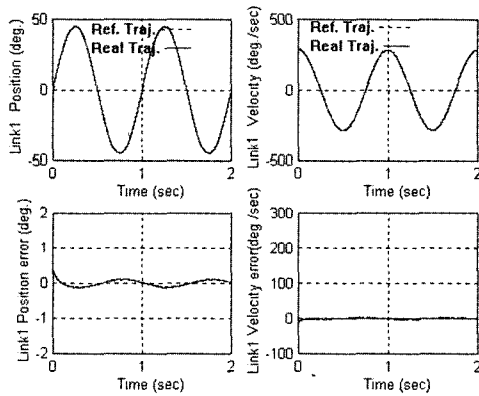 50
0
-50
Link1 Position (deg.)
Ref. Traj.
Real Traj.
0
1
2
Time (sec)
500
0
-500
Link1 Velocity (deg/sec)
Ref. Traj.
Real Traj.
0
1
2
Time (sec)
2
1
0
-1
-2
Link1 Position error (deg.)
0
1
2
Time (sec)
300
200
100
0
-100
Link1 Velocity error(deg/sec)
0
1
2
Time (sec)